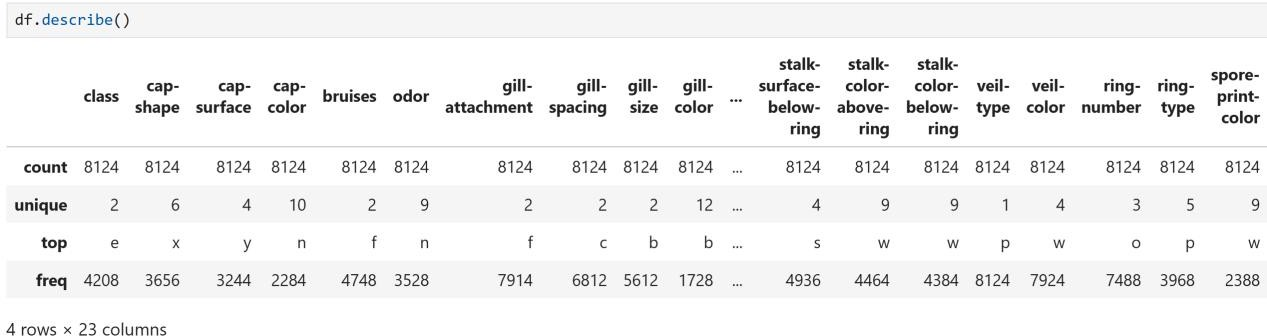 df.describe()
class cap-shape cap-surface cap-color bruises odor gill-attachment gill-spacing gill-size gill-color ... stalk-surface-below-ring stalk-color-above-ring stalk-color-below-ring veil-type veil-color ring-number ring-type spore-print-color
count 8124 8124 8124 8124 8124 8124 8124 8124 8124 8124 ... 8124 8124 8124 8124 8124 8124 8124 8124
unique 2 6 4 10 2 9 2 2 2 12 ... 4 9 9 1 4 3 5 9
top e x y n f n f c b b ... s w w p w o p w
freq 4208 3656 3244 2284 4748 3528 7914 6812 5612 1728 ... 4936 4464 4384 8124 7924 7488 3968 2388
4 rows × 23 columns